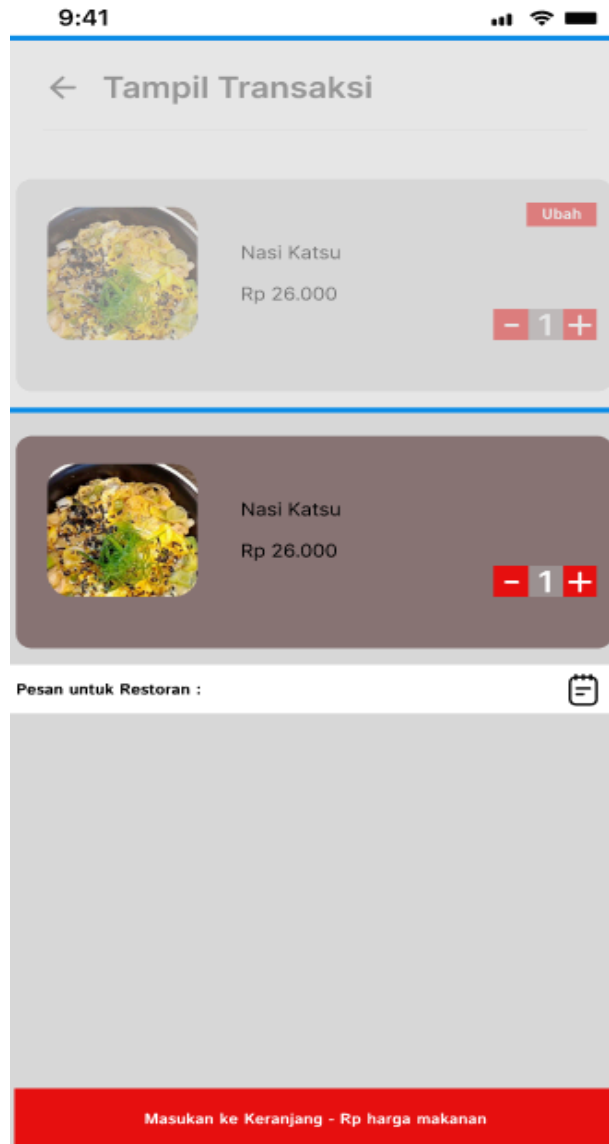 9:41
Tampil Transaksi
Ubah
Nasi Katsu
Rp 26.000
- 1 +
Nasi Katsu
Rp 26.000
- 1 +
Pesan untuk Restoran :
Masukan ke Keranjang - Rp harga makanan